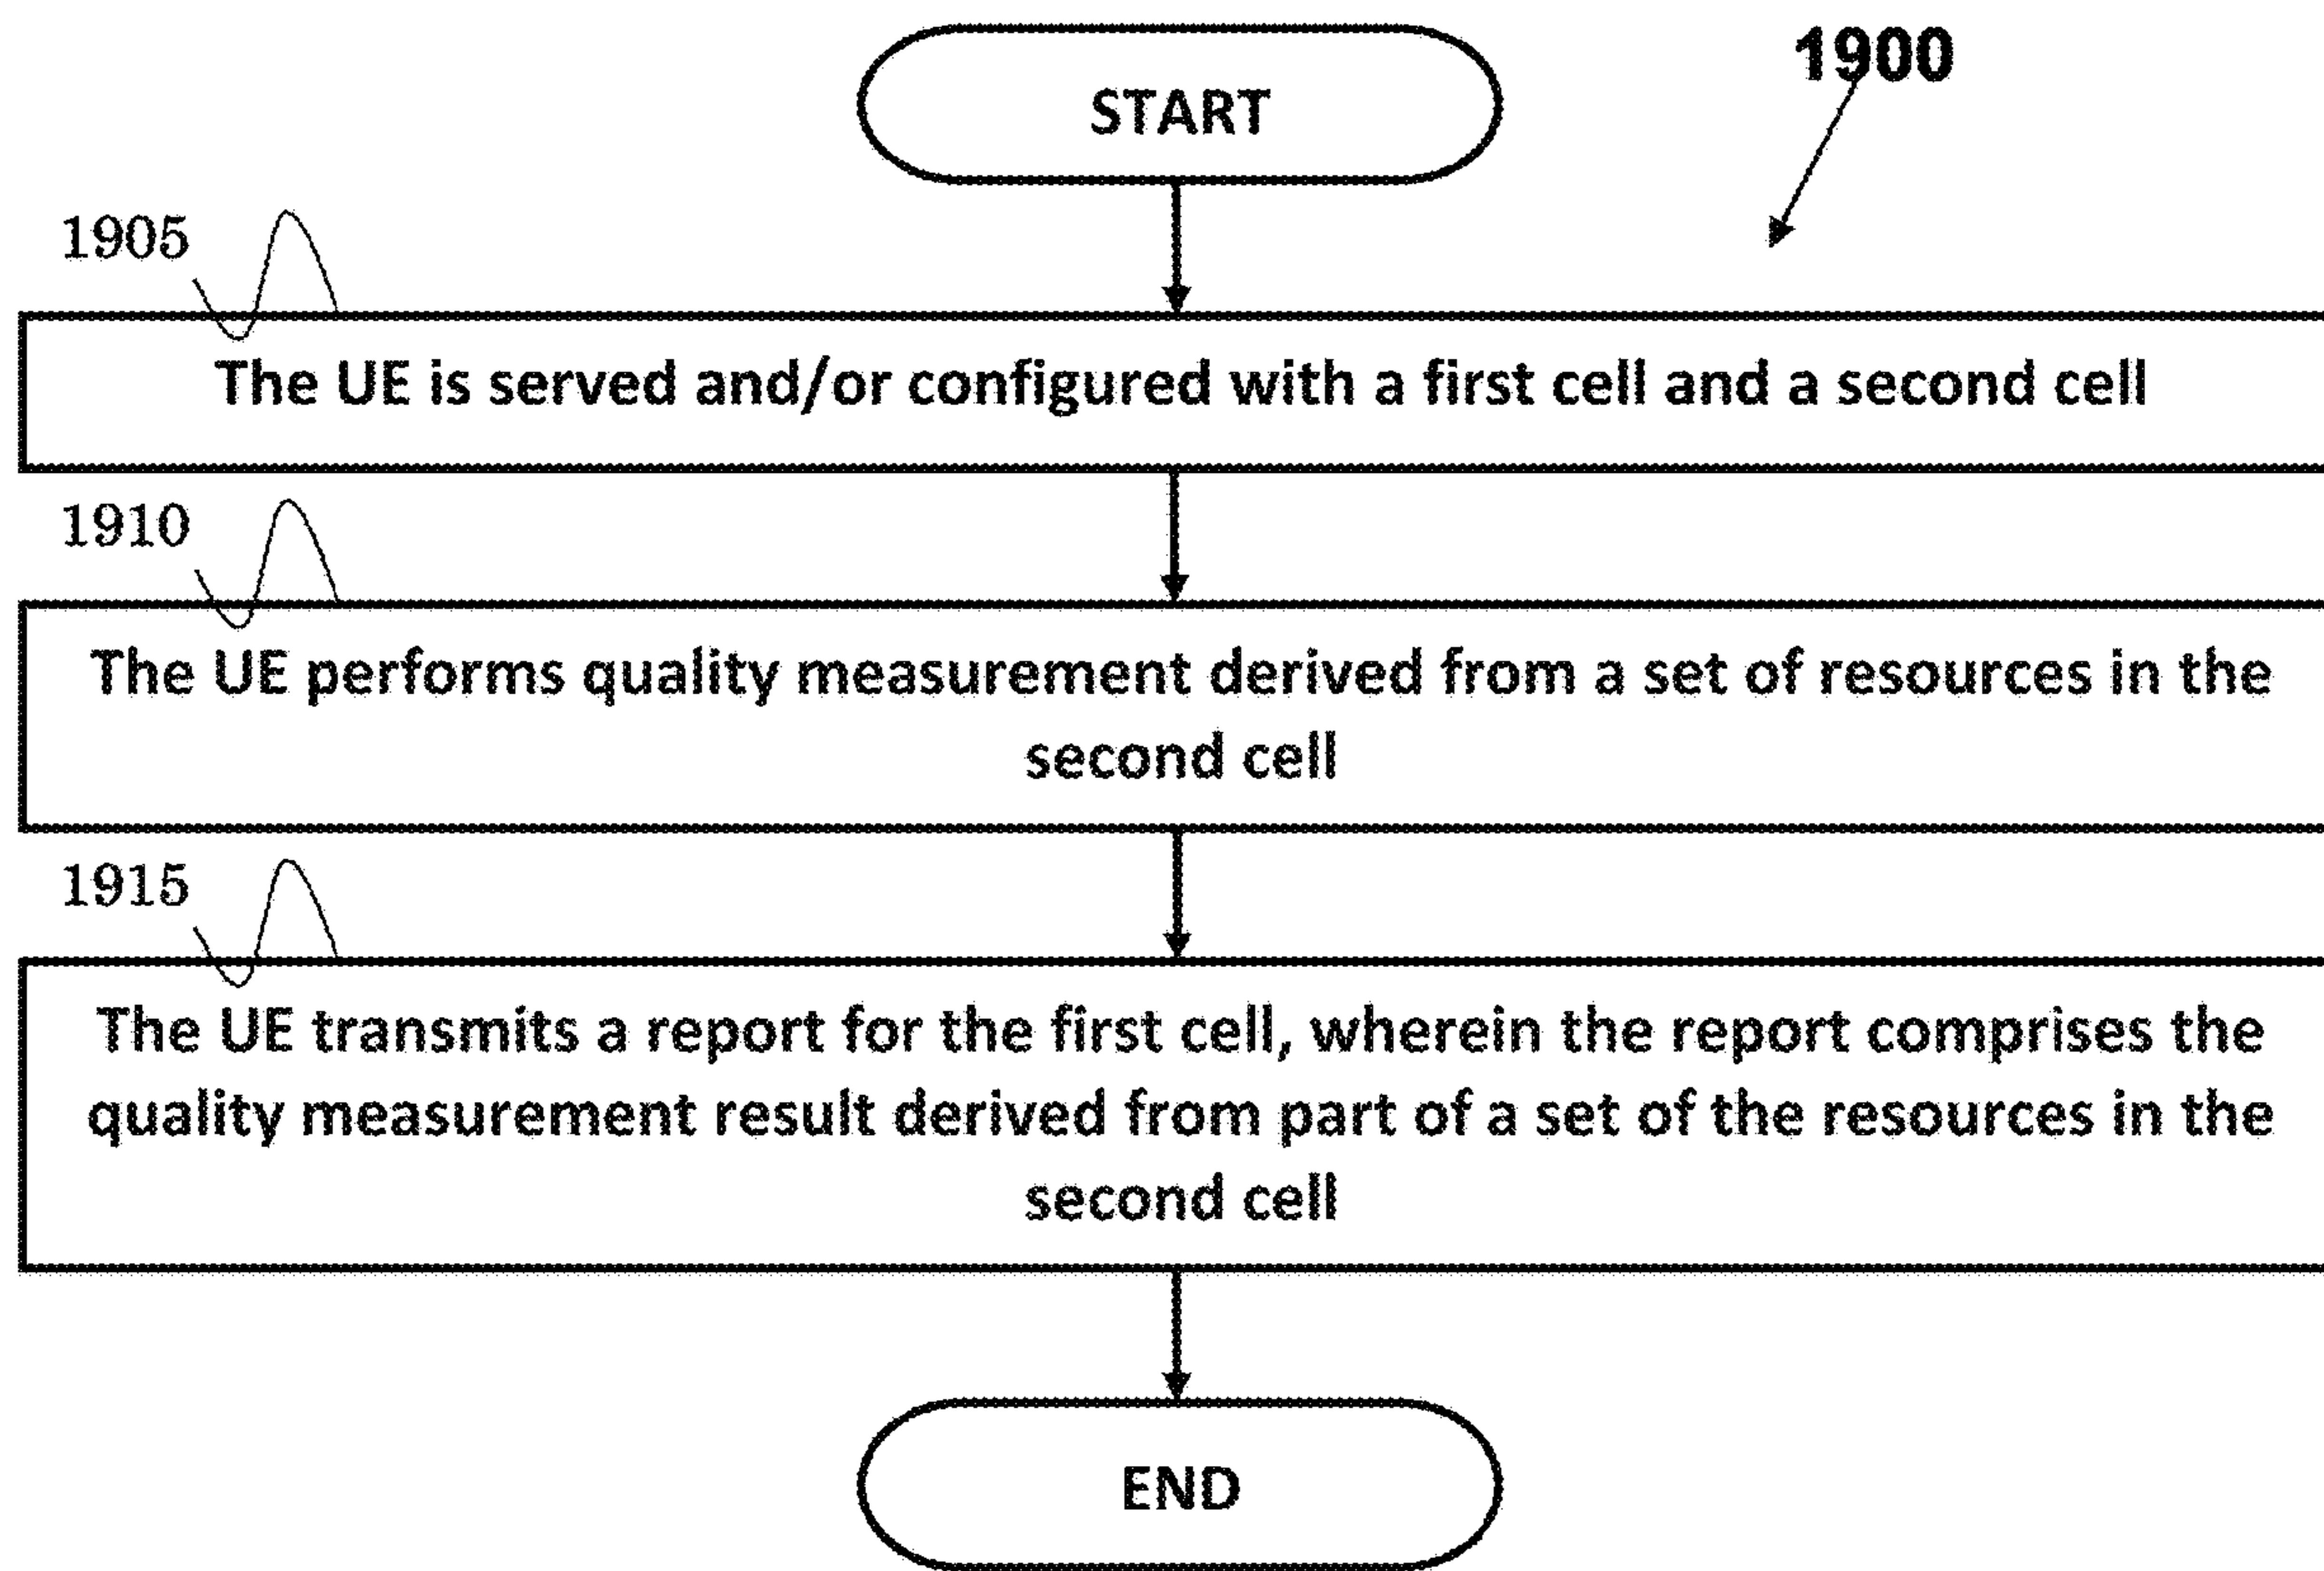 1900
START
1905
The UE is served and/or configured with a first cell and a second cell
1910
The UE performs quality measurement derived from a set of resources in the
second cell
1915
The UE transmits a report for the first cell, wherein the report comprises the
quality measurement result derived from part of a set of the resources in the
second cell
END